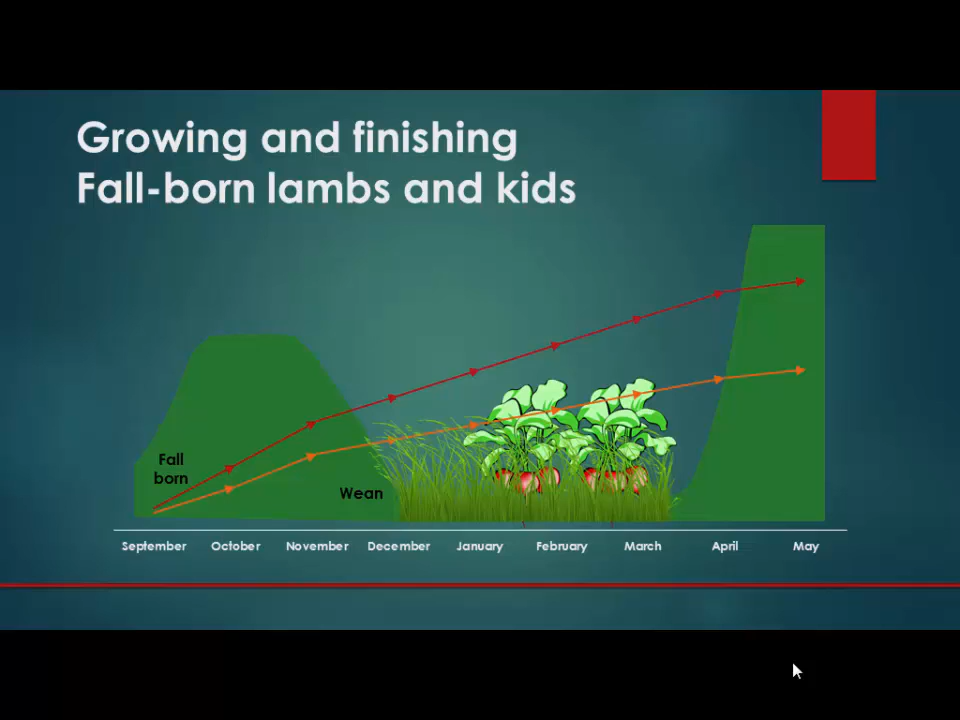 Growing and finishing
Fall-born lambs and kids
Fall
born
Wean
September October November December January February March April May